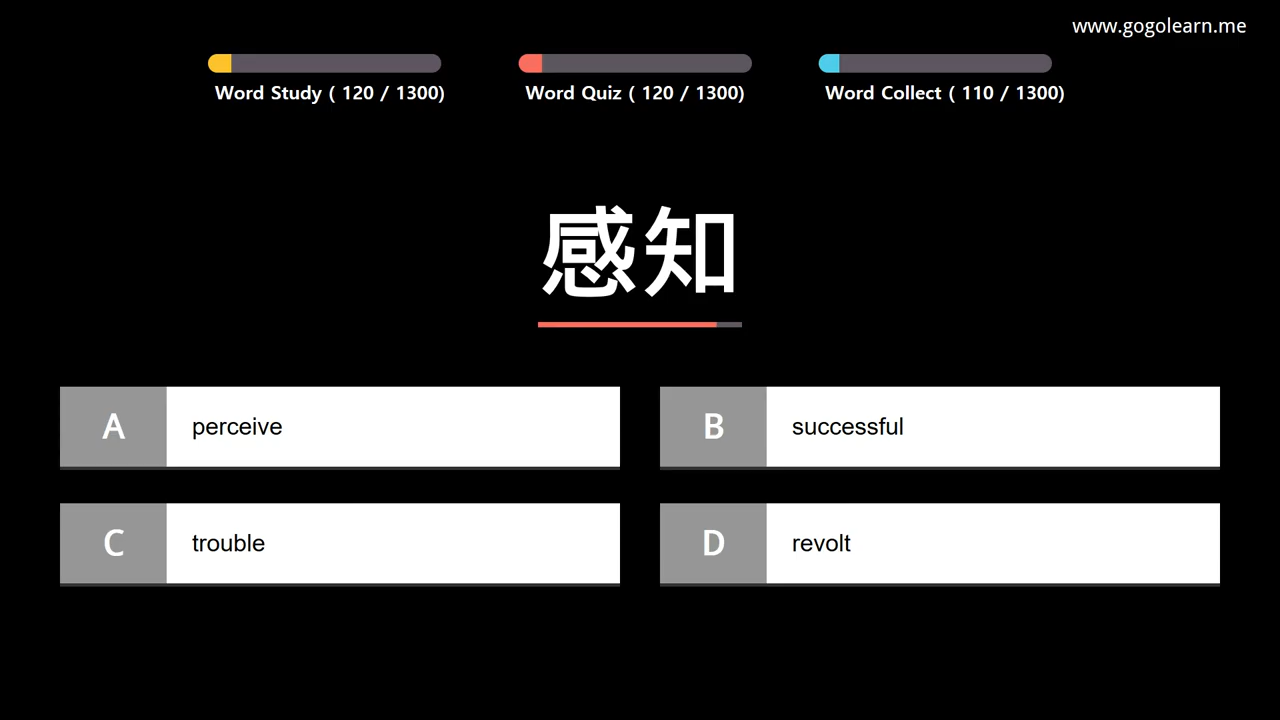 www.gogolearn.me
Word Study ( 120 / 1300)
Word Quiz ( 120 / 1300)
Word Collect ( 110 / 1300)
感知
A perceive
B successful
C trouble
D revolt